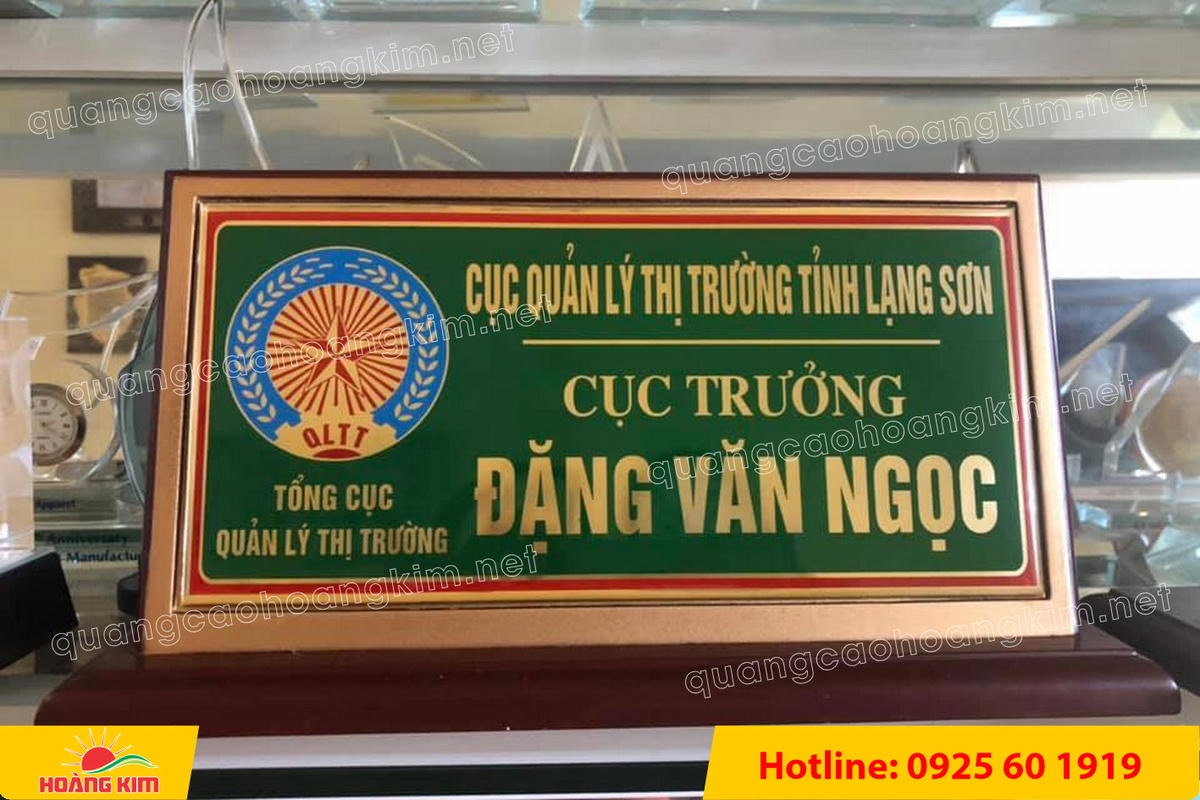 quangcaohoangkim.net
quangcaohoangkim.net
CỤC QUẢN LÝ THỊ TRƯỜNG TỈNH LẠNG SƠN
quangcaohoangkim.net
CỤC TRƯỞNG
quangcaohoangkim.net
QLTT
ĐẶNG VĂN NGỌC
TỔNG CỤC
QUẢN LÝ THỊ TRƯỜNG
Anniversary
quangcaohoangkim.net
quangcaohoangkim.net
HOÀNG KIM
Hotline: 0925 60 1919